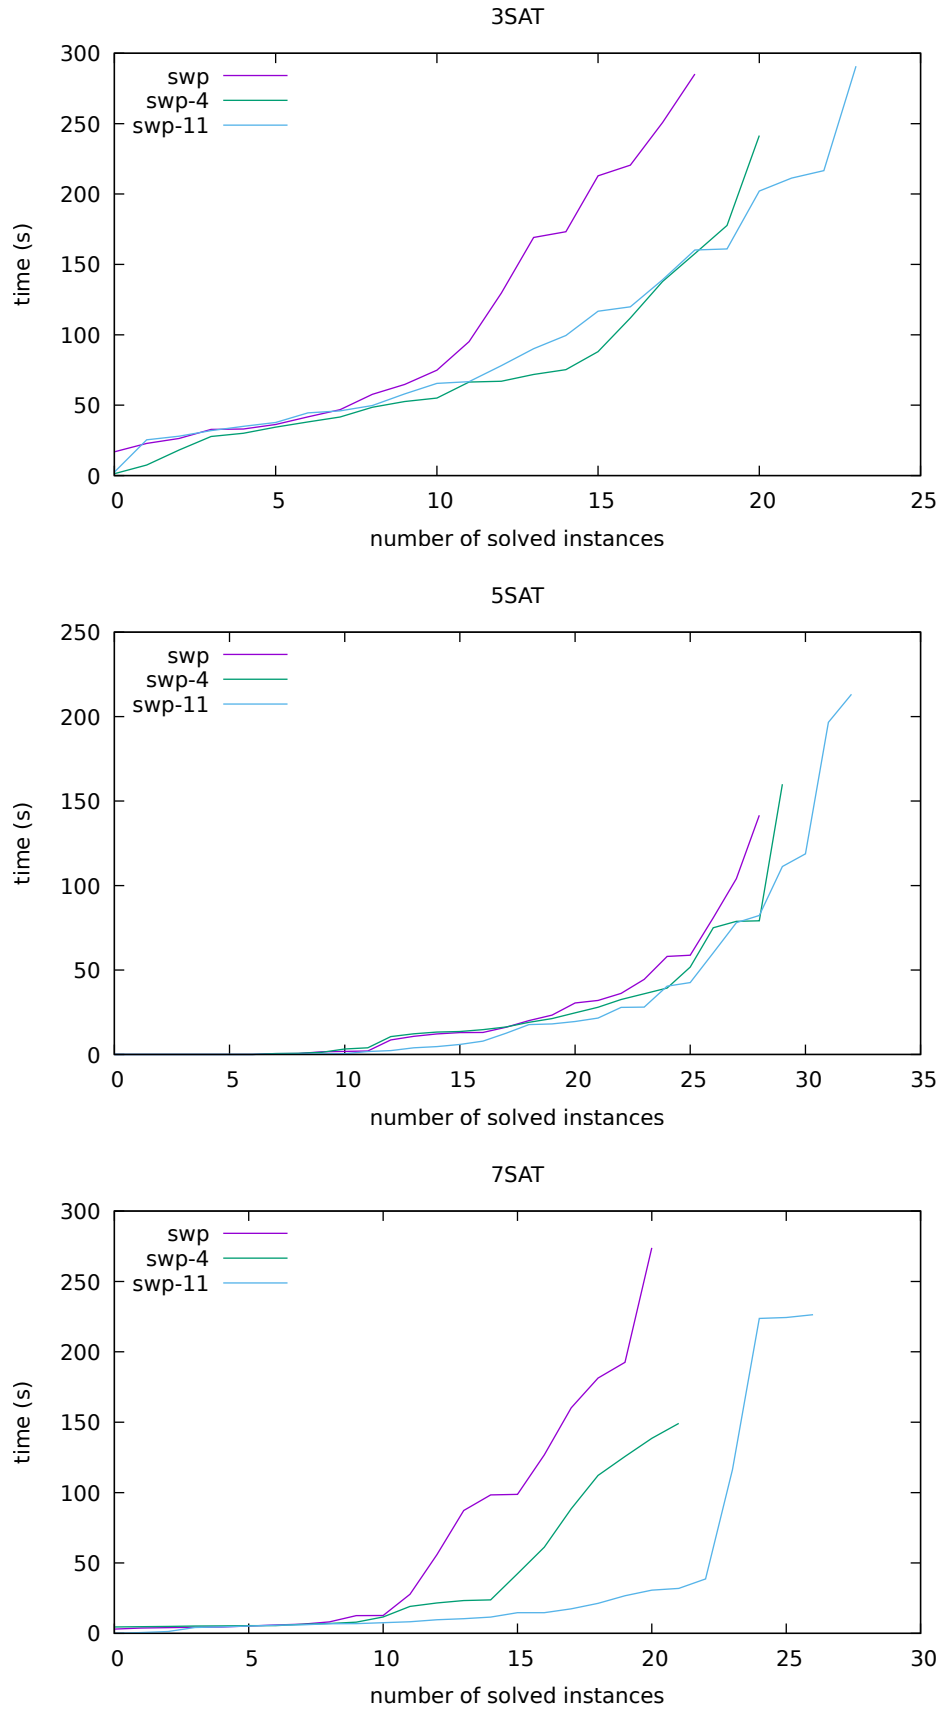 3SAT
300
250
200
150
100
50
0
time (s)
swp
swp-4
swp-11
0 5 10 15 20 25
number of solved instances
5SAT
250
200
150
100
50
0
time (s)
swp
swp-4
swp-11
0 5 10 15 20 25 30 35
number of solved instances
7SAT
300
250
200
150
100
50
0
time (s)
swp
swp-4
swp-11
0 5 10 15 20 25 30
number of solved instances